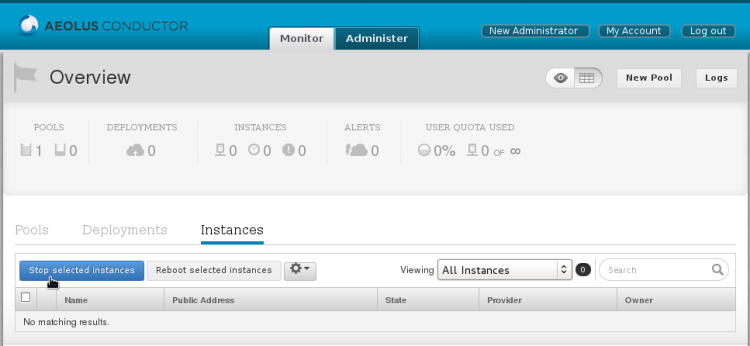 AEOLUS CONDUCTOR
Monitor
Administer
New Administrator
My Account
Log out
Overview
New Pool
Logs
POOLS
DEPLOYMENTS
INSTANCES
ALERTS
USER QUOTA USED
1 0
0
0 0 0
0
0% 0 OF ∞
Pools
Deployments
Instances
Stop selected instances
Reboot selected instances
Viewing
All Instances
0
Search
Name
Public Address
State
Provider
Owner
No matching results.